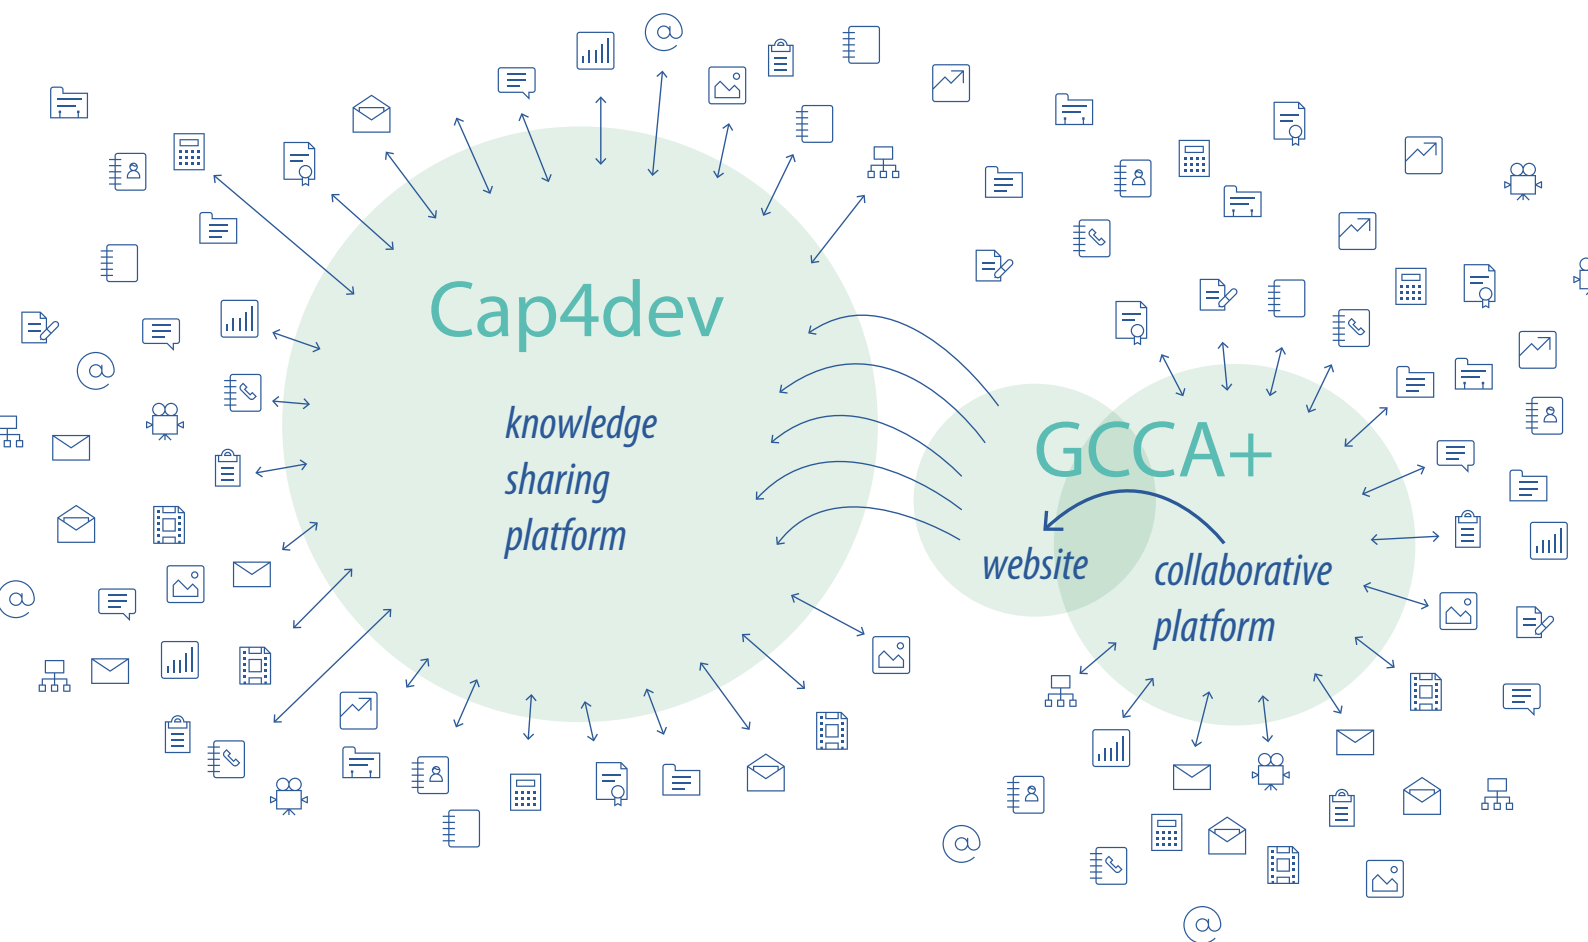 Cap4dev
knowledge
sharing
platform
GCCA+
website
collaborative
platform